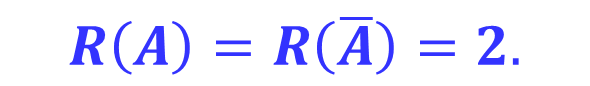 R(A) = R(A̅) = 2.